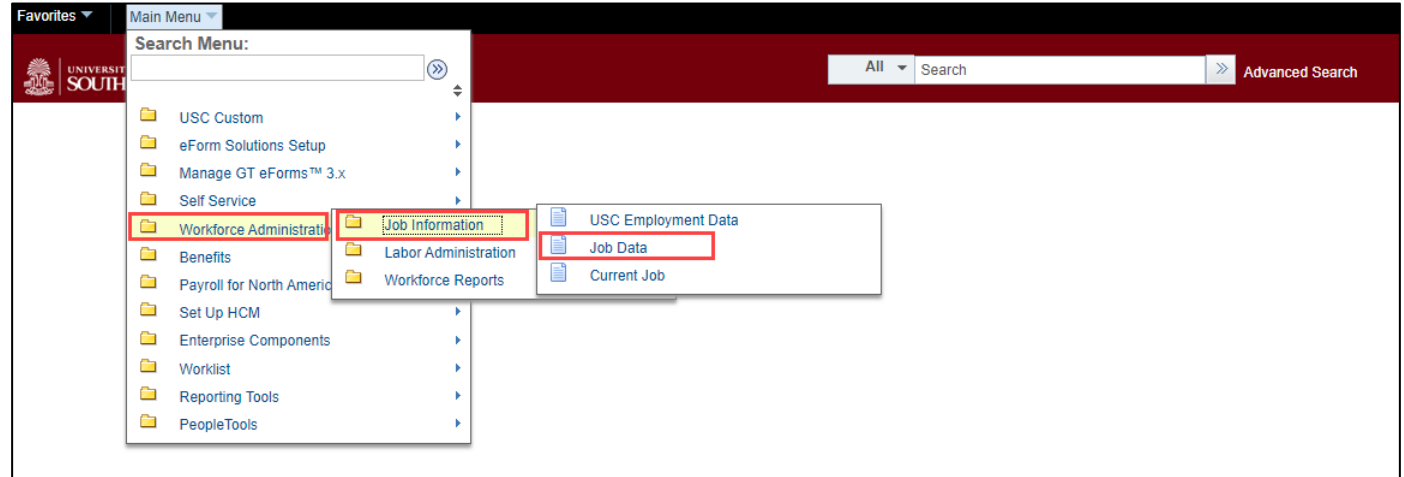 Favorites Main Menu
Search Menu:
All Search Advanced Search
UNIVERSIT
SOUTH
USC Custom
eForm Solutions Setup
Manage GT eForms™ 3.x
Self Service
Workforce Administratio Job Information USC Employment Data
Labor Administration Job Data
Benefits
Workforce Reports Current Job
Payroll for North Americ
Set Up HCM
Enterprise Components
Worklist
Reporting Tools
PeopleTools